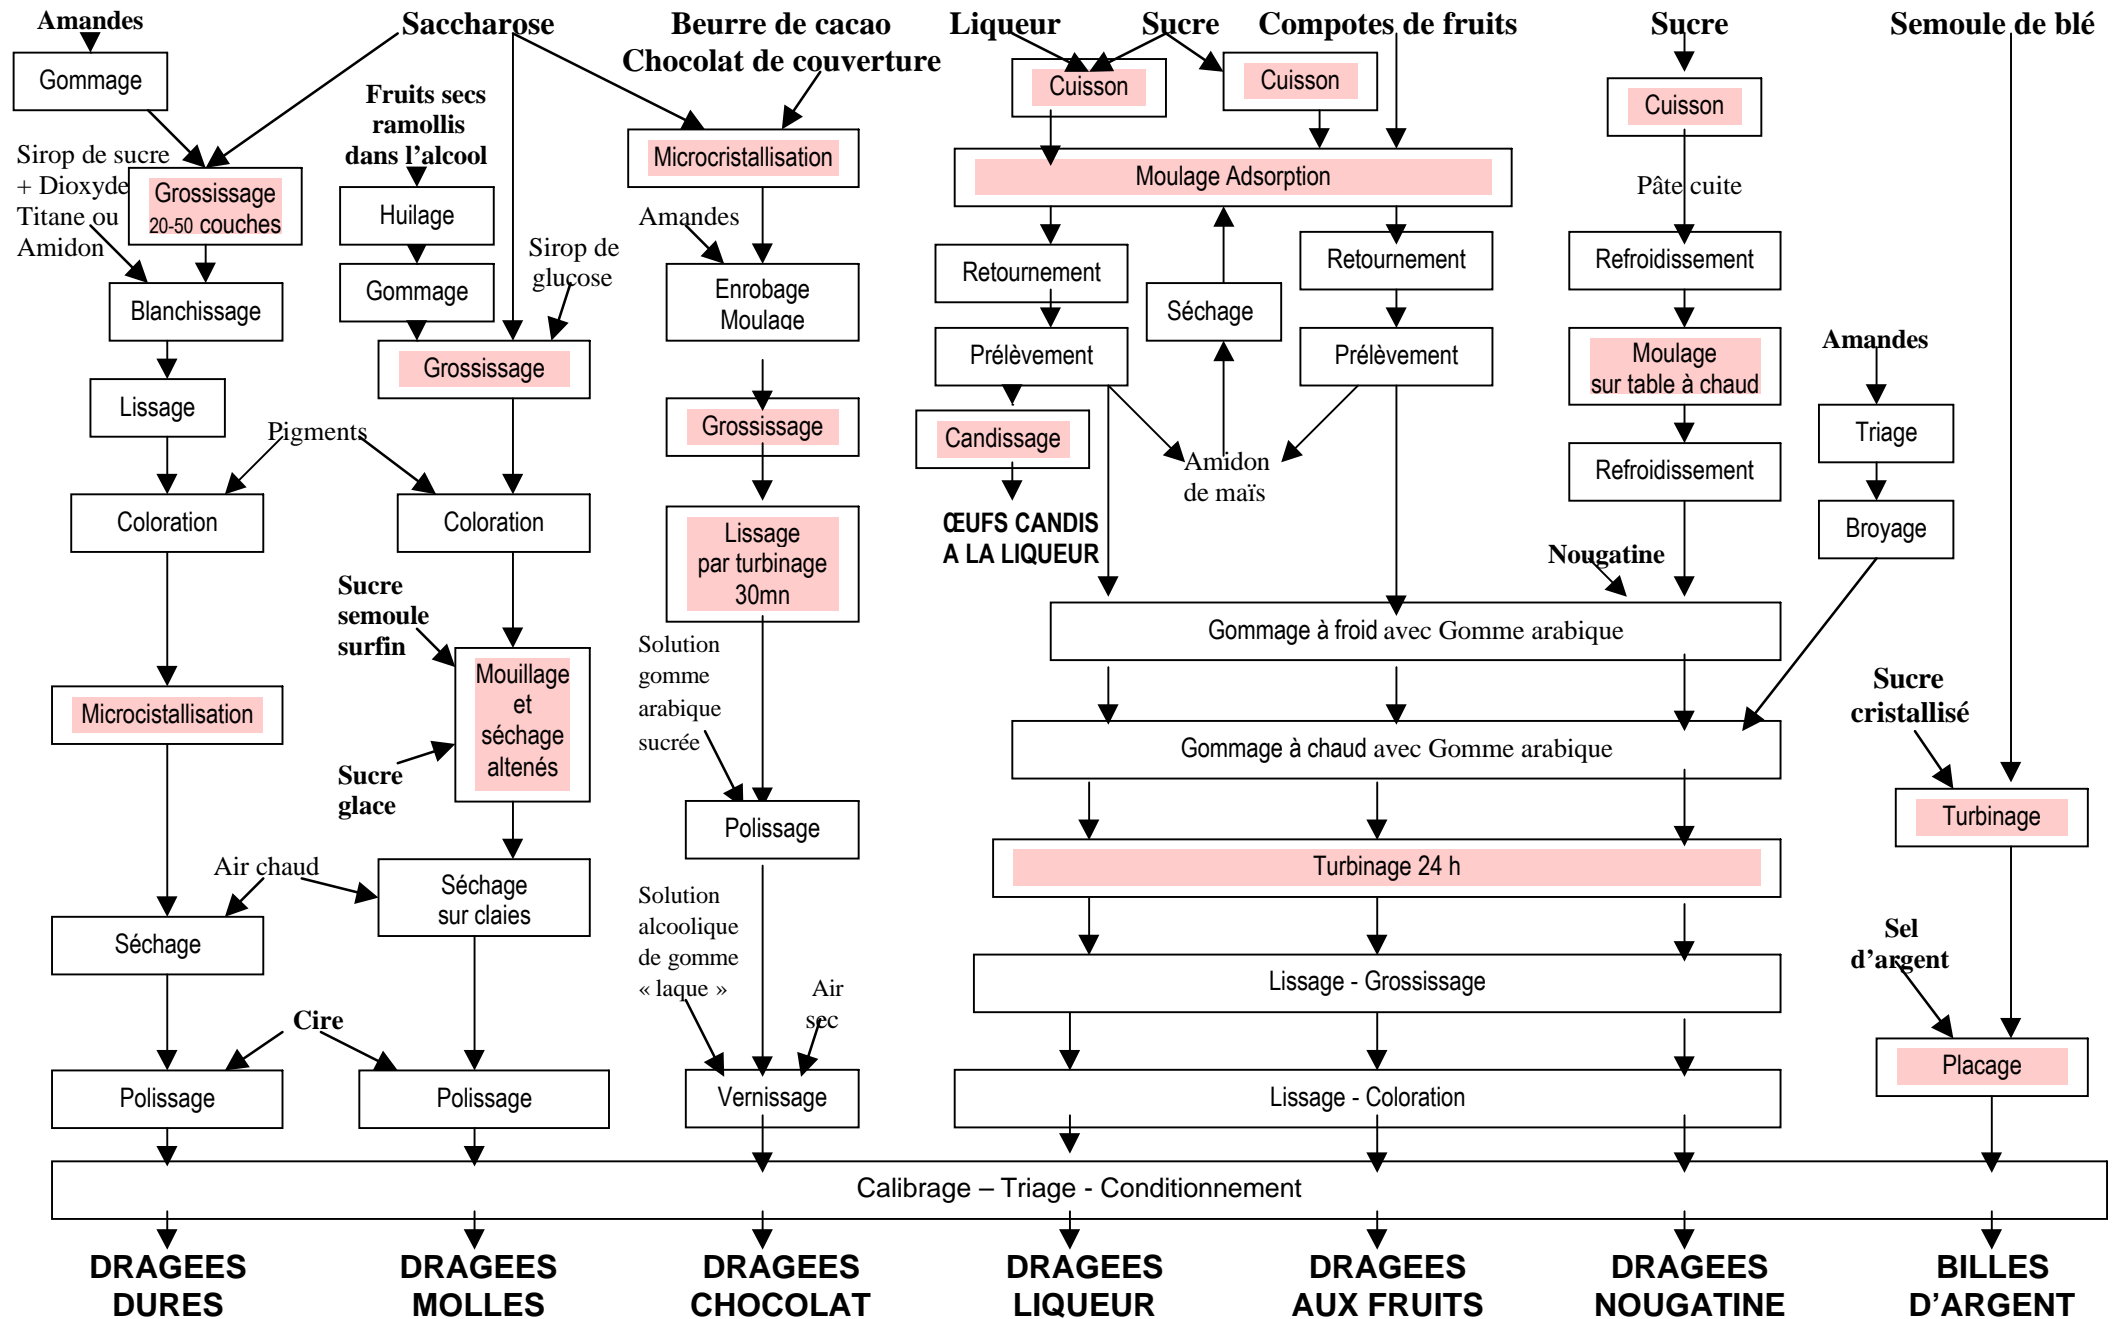 Amandes
Saccharose
Beurre de cacao
Chocolat de couverture
Liqueur
Sucre
Compotes de fruits
Sucre
Semoule de blé
Gommage
Fruits secs
ramollis
dans l’alcool
Cuisson
Cuisson
Cuisson
Sirop de sucre
+ Dioxyde
Titane ou
Amidon
Grossissage
20-50 couches
Microcristallisation
Moulage Adsorption
Pâte cuite
Huilage
Amandes
Sirop de
glucose
Retournement
Retournement
Refroidissement
Blanchissage
Gommage
Enrobage
Moulage
Séchage
Prélèvement
Prélèvement
Moulage
sur table à chaud
Amandes
Grossissage
Lissage
Grossissage
Candissage
Triage
Pigments
Amidon
de maïs
Refroidissement
Coloration
Coloration
Lissage
par turbinage
30mn
ŒUFS CANDIS
A LA LIQUEUR
Broyage
Nougatine
Sucre
semoule
surfin
Gommage à froid avec Gomme arabique
Solution
gomme
arabique
sucrée
Mouillage
et
séchage
altenés
Microcistallisation
Sucre
cristallisé
Gommage à chaud avec Gomme arabique
Sucre
glace
Polissage
Turbinage
Air chaud
Séchage
sur claies
Turbinage 24 h
Solution
alcoolique
de gomme
« laque »
Séchage
Sel
d’argent
Lissage - Grossissage
Air
sec
Cire
Placage
Polissage
Polissage
Vernissage
Lissage - Coloration
Calibrage – Triage - Conditionnement
DRAGEES
DURES
DRAGEES
MOLLES
DRAGEES
CHOCOLAT
DRAGEES
LIQUEUR
DRAGEES
AUX FRUITS
DRAGEES
NOUGATINE
BILLES
D’ARGENT